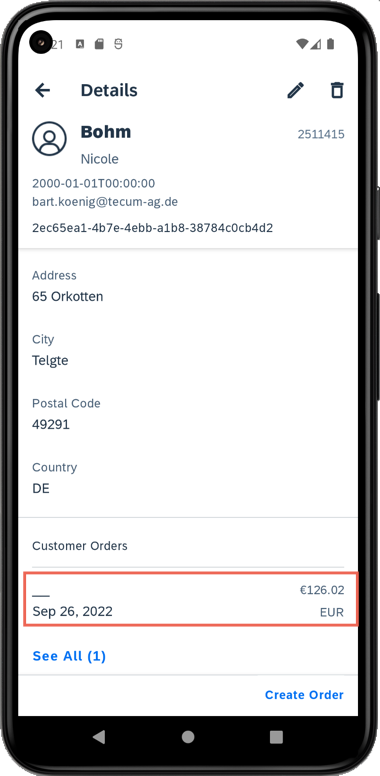 21
Details
Bohm
2511415
Nicole
2000-01-01T00:00:00
bart.koenig@tecum-ag.de
2ec65ea1-4b7e-4ebb-a1b8-38784c0cb4d2
Address
65 Orkotten
City
Telgte
Postal Code
49291
Country
DE
Customer Orders
__ €126.02
Sep 26, 2022 EUR
See All (1)
Create Order